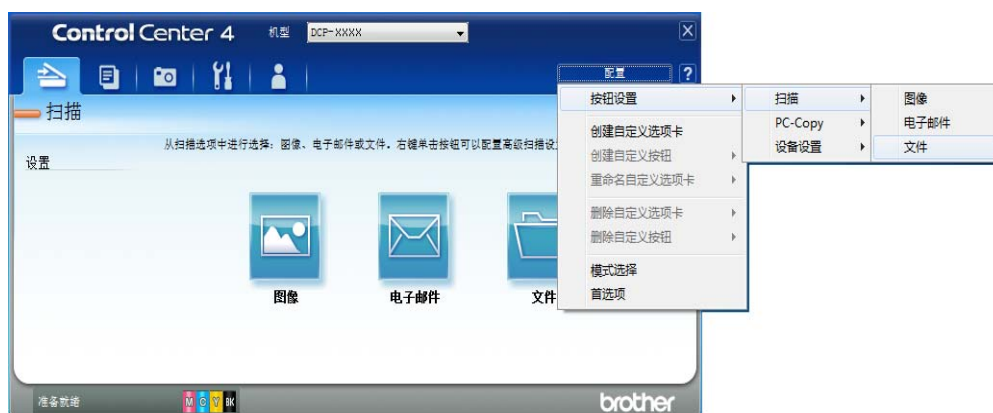 Control Center 4 机型 DCP-XXXX
配置 ?
扫描
从扫描选项中进行选择：图像、电子邮件或文件。右键单击按钮可以配置高级扫描设
设置
图像
电子邮件
文件
按钮设置
创建自定义选项卡
创建自定义按钮
重命名自定义选项卡
删除自定义选项卡
删除自定义按钮
模式选择
首选项
扫描
PC-Copy
设备设置
图像
电子邮件
文件
准备就绪 M C Y BK brother